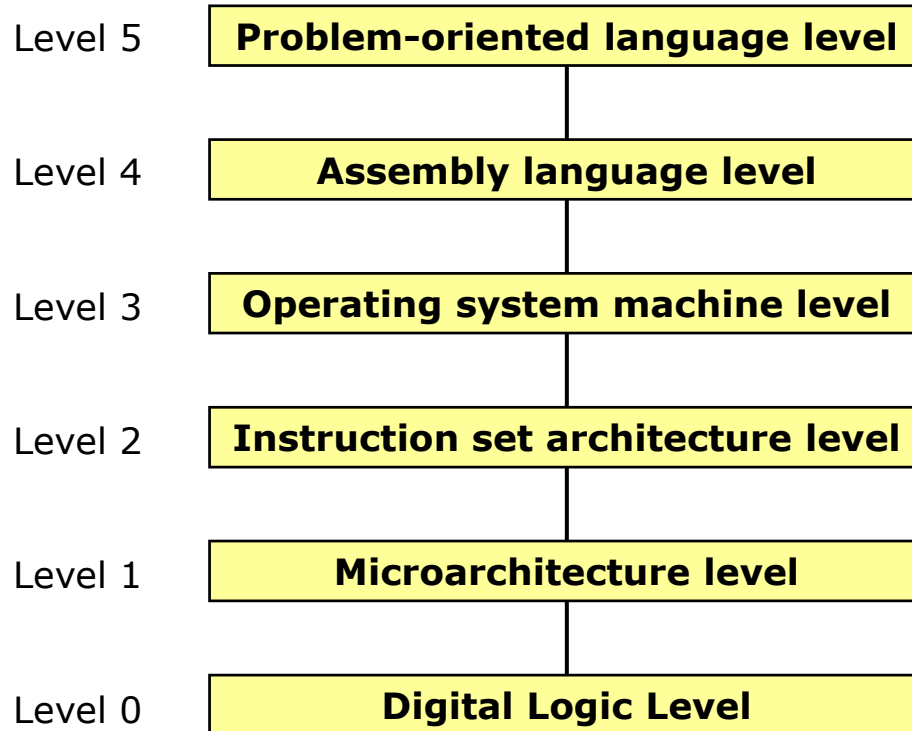 Level 5 Problem-oriented language level
Level 4 Assembly language level
Level 3 Operating system machine level
Level 2 Instruction set architecture level
Level 1 Microarchitecture level
Level 0 Digital Logic Level